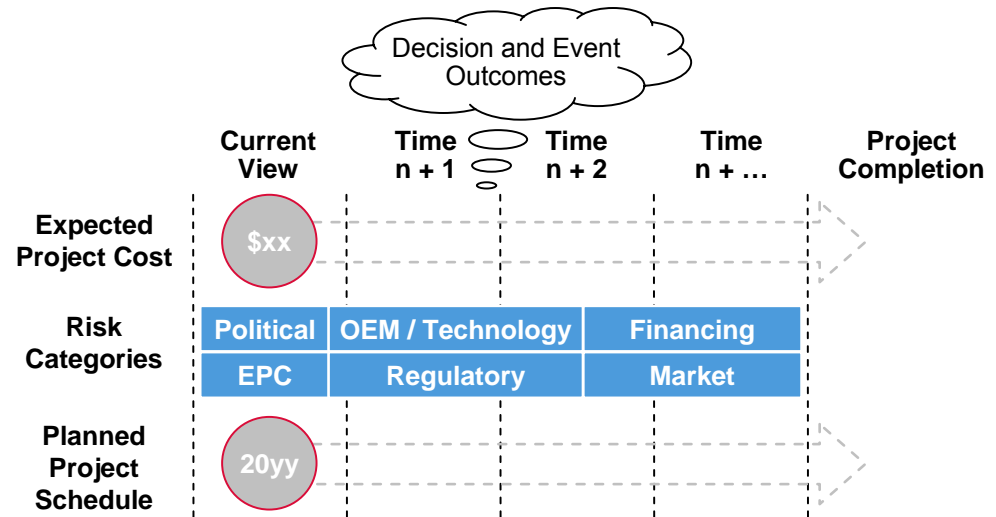 Decision and Event
Outcomes
Current
View
Time
n + 1
Time
n + 2
Time
n + ...
Project
Completion
Expected
Project Cost
$xx
Risk
Categories
Political
OEM / Technology
Financing
EPC
Regulatory
Market
Planned
Project
Schedule
20yy